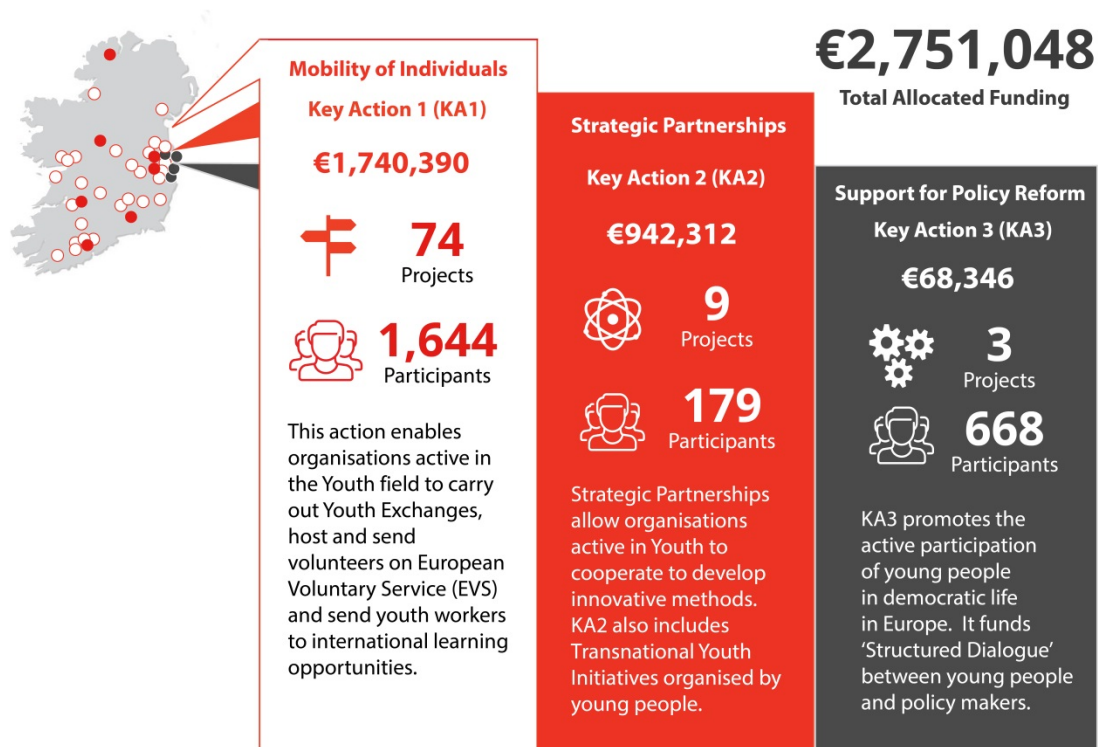 Mobility of Individuals
Key Action 1 (KA1)
€1,740,390
74
Projects
1,644
Participants
This action enables
organisations active in
the Youth field to carry
out Youth Exchanges,
host and send
volunteers on European
Voluntary Service (EVS)
and send youth workers
to international learning
opportunities.
Strategic Partnerships
Key Action 2 (KA2)
€942,312
9
Projects
179
Participants
Strategic Partnerships
allow organisations
active in Youth to
cooperate to develop
innovative methods.
KA2 also includes
Transnational Youth
Initiatives organised by
young people.
€2,751,048
Total Allocated Funding
Support for Policy Reform
Key Action 3 (KA3)
€68,346
3
Projects
668
Participants
KA3 promotes the
active participation
of young people
in democratic life
in Europe.  It funds
‘Structured Dialogue’
between young people
and policy makers.